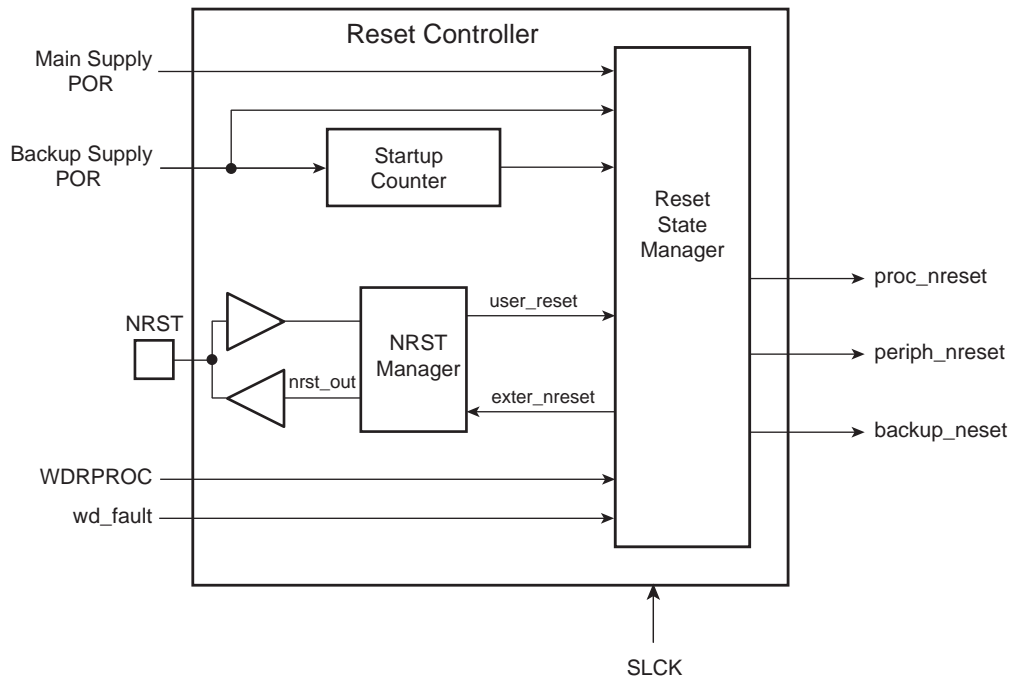 Reset Controller
Main Supply
POR
Backup Supply
POR
Startup
Counter
Reset
State
Manager
proc_nreset
user_reset
NRST
NRST
Manager
periph_nreset
nrst_out
exter_nreset
backup_neset
WDRPROC
wd_fault
SLCK